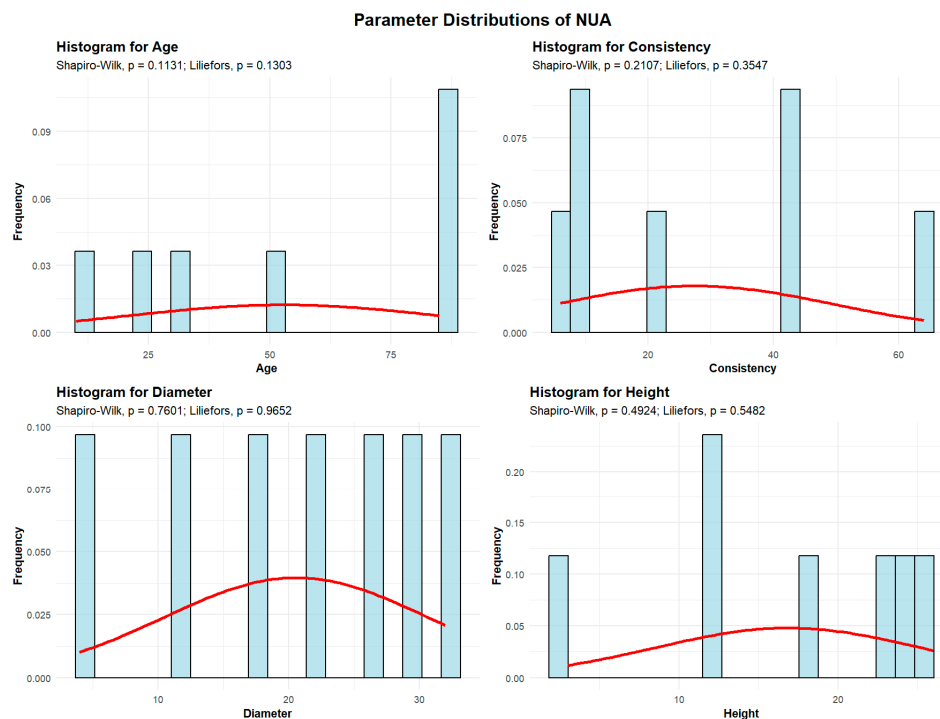 Parameter Distributions of NUA
Histogram for Age
Shapiro-Wilk, p = 0.1131; Liliefors, p = 0.1303
Frequency
0.09
0.06
0.03
0.00
25 50 75
Age
Histogram for Consistency
Shapiro-Wilk, p = 0.2107; Liliefors, p = 0.3547
Frequency
0.075
0.050
0.025
0.000
20 40 60
Consistency
Histogram for Diameter
Shapiro-Wilk, p = 0.7601; Liliefors, p = 0.9652
Frequency
0.100
0.075
0.050
0.025
0.000
10 20 30
Diameter
Histogram for Height
Shapiro-Wilk, p = 0.4924; Liliefors, p = 0.5482
Frequency
0.20
0.15
0.10
0.05
0.00
10 20
Height